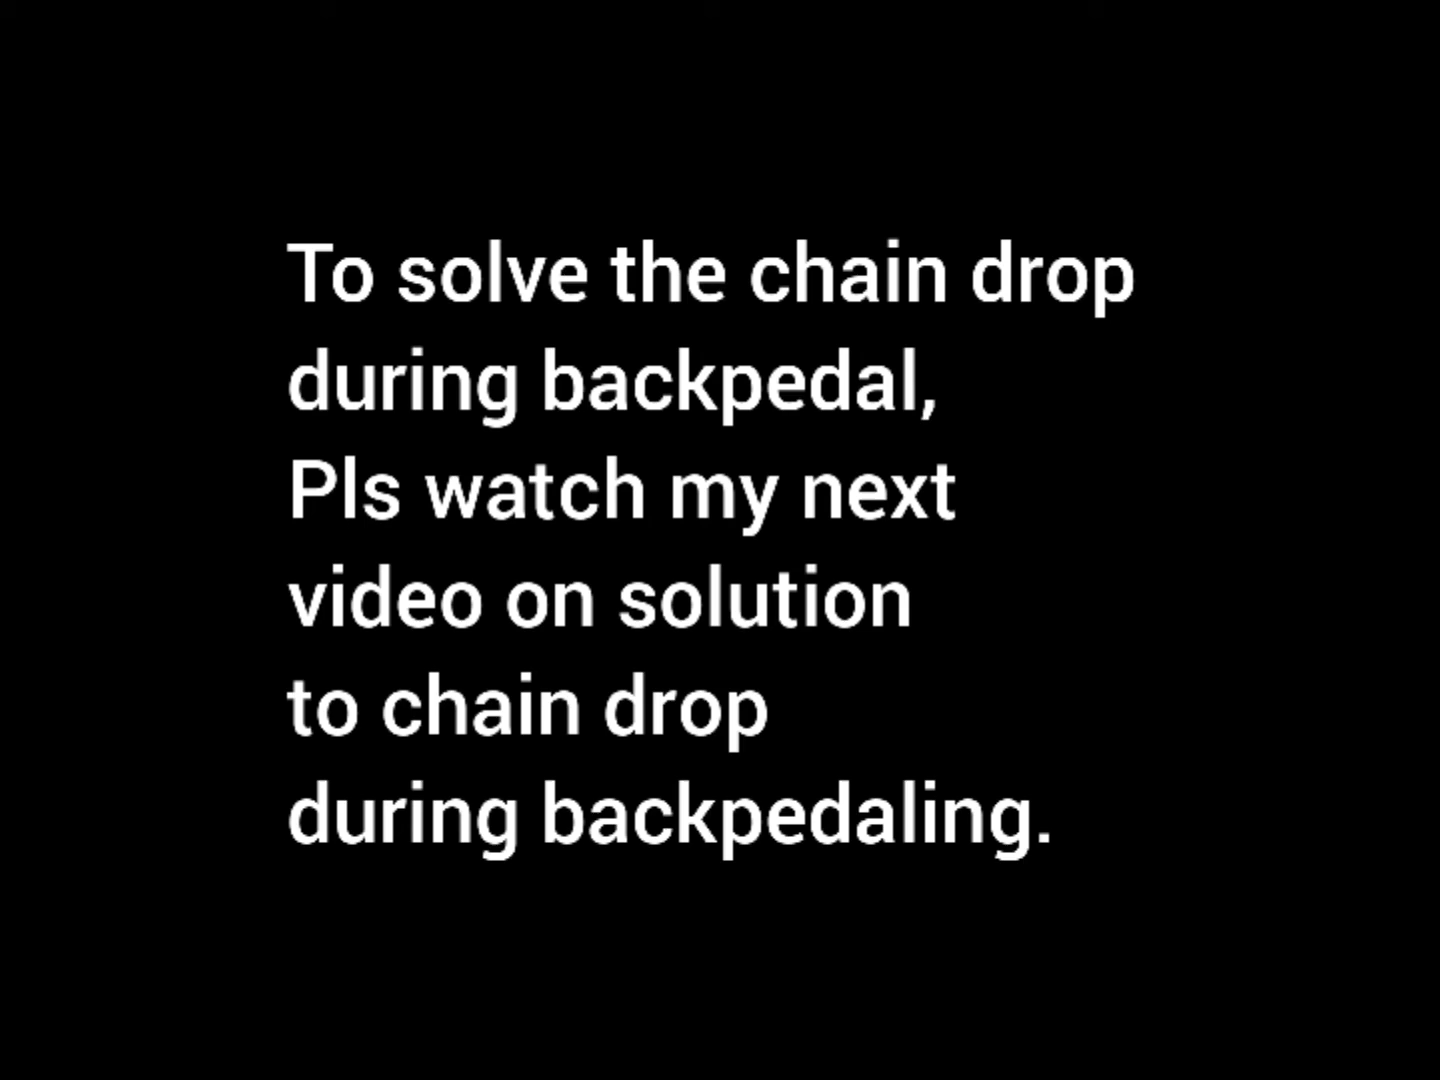 To solve the chain drop
during backpedal,
Pls watch my next
video on solution
to chain drop
during backpedaling.